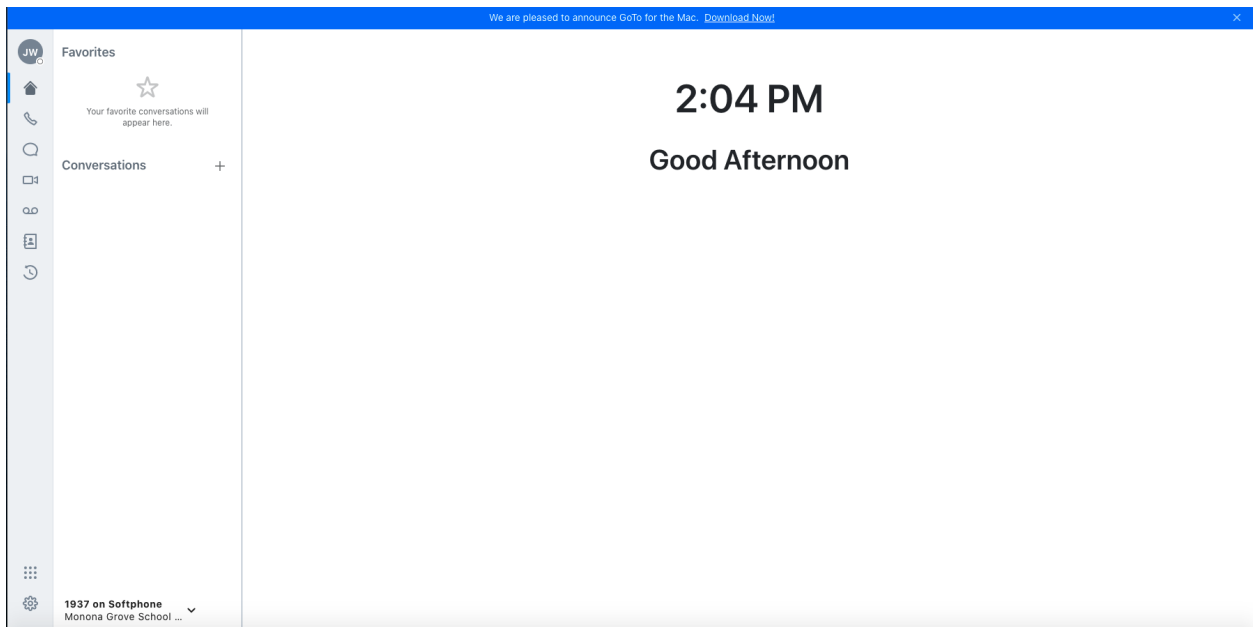 We are pleased to announce GoTo for the Mac. Download Now!
JW
Favorites
Your favorite conversations will
appear here.
Conversations
2:04 PM
Good Afternoon
1937 on Softphone
Monona Grove School ...